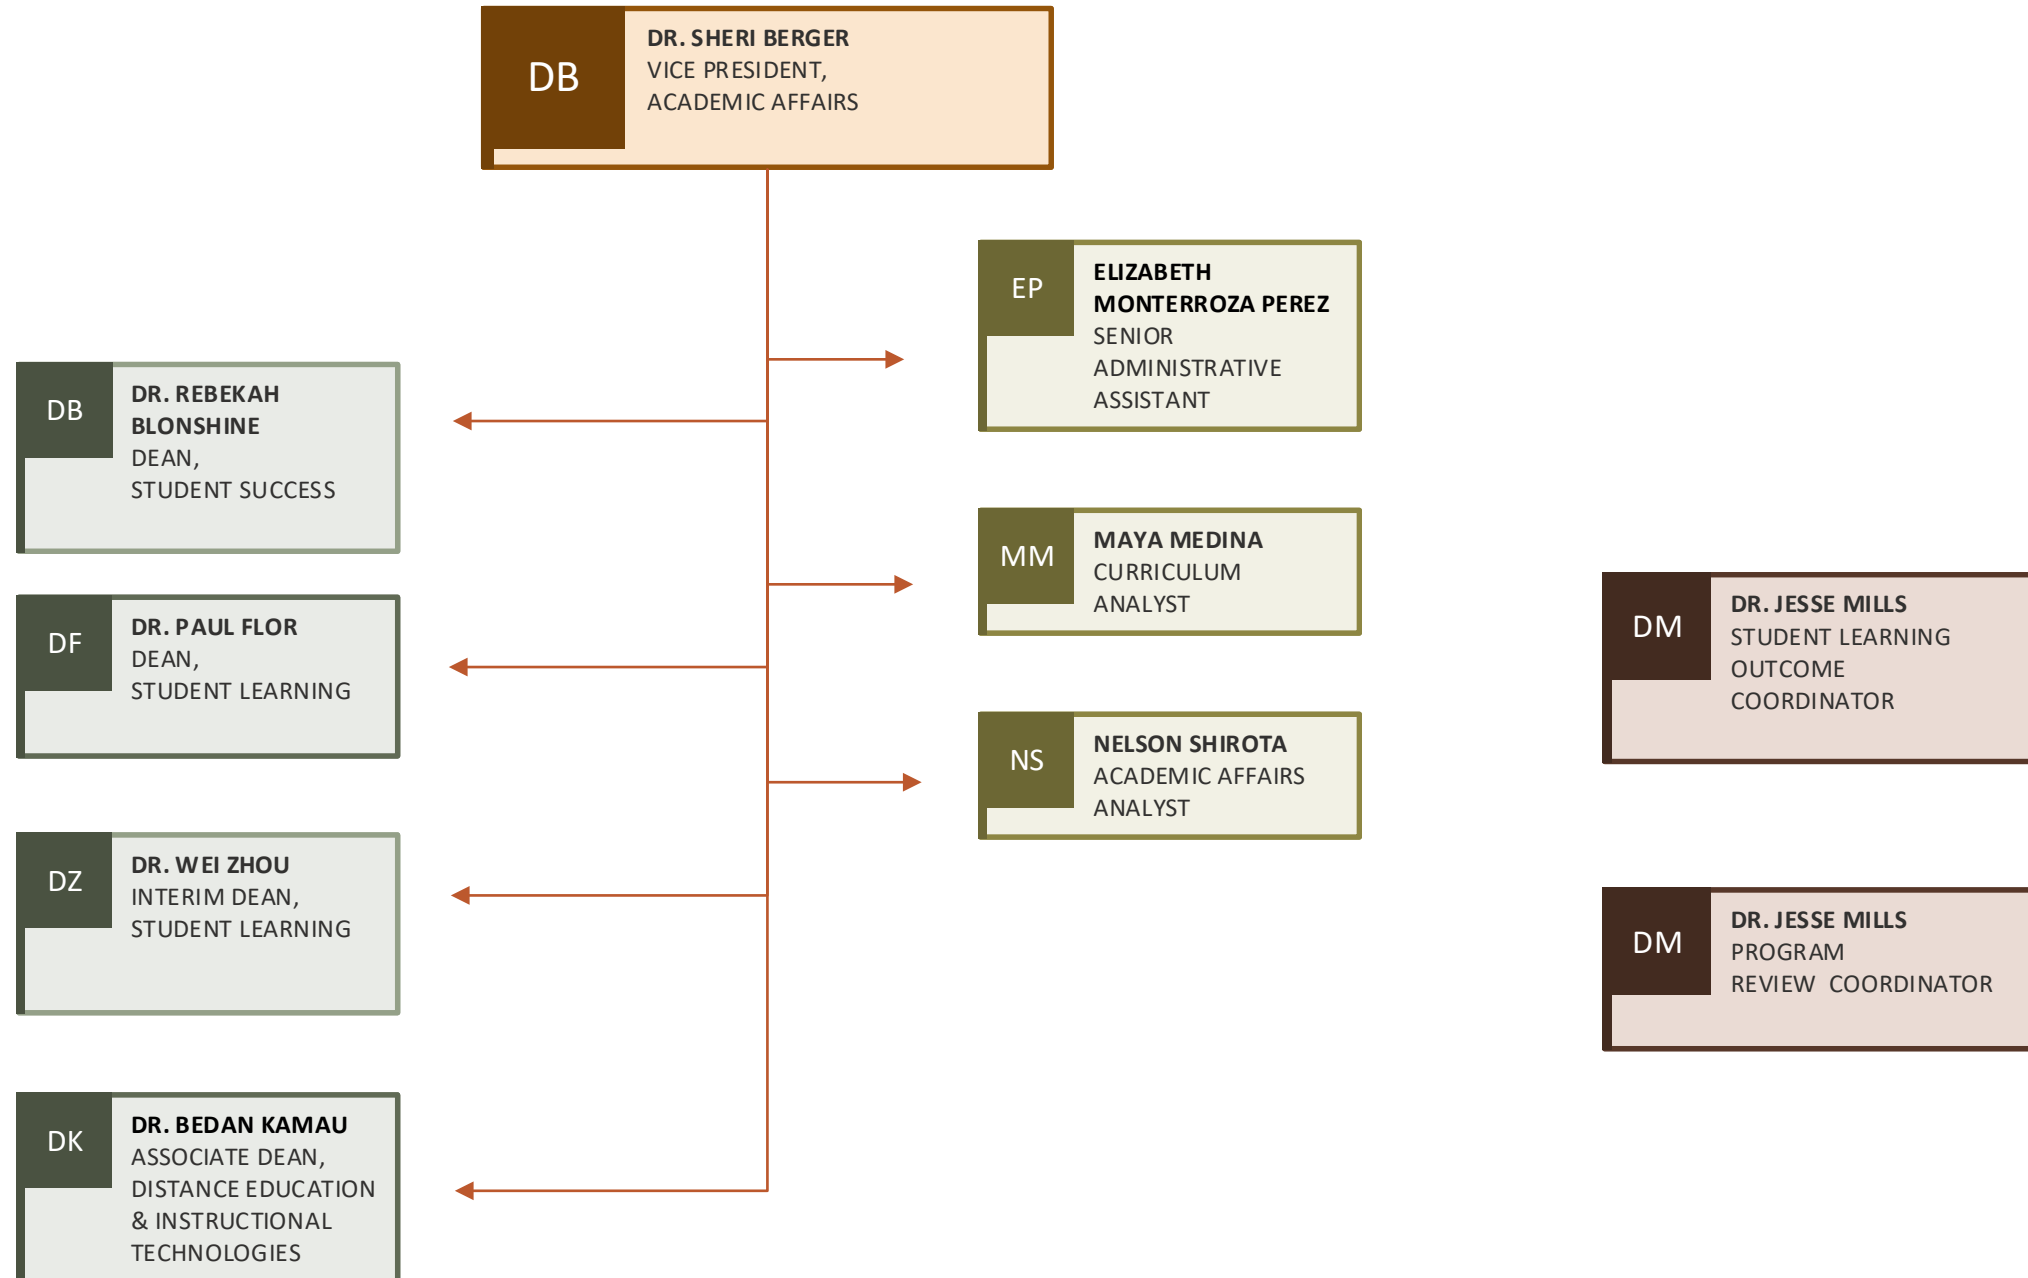 DB
DR. SHERI BERGER
VICE PRESIDENT,
ACADEMIC AFFAIRS
EP
ELIZABETH
MONTERROZA PEREZ
SENIOR
ADMINISTRATIVE
ASSISTANT
DB
DR. REBEKAH
BLONSHINE
DEAN,
STUDENT SUCCESS
MM
MAYA MEDINA
CURRICULUM
ANALYST
DM
DR. JESSE MILLS
STUDENT LEARNING
OUTCOME
COORDINATOR
DF
DR. PAUL FLOR
DEAN,
STUDENT LEARNING
NS
NELSON SHIROTA
ACADEMIC AFFAIRS
ANALYST
DZ
DR. WEI ZHOU
INTERIM DEAN,
STUDENT LEARNING
DM
DR. JESSE MILLS
PROGRAM
REVIEW  COORDINATOR
DK
DR. BEDAN KAMAU
ASSOCIATE DEAN,
DISTANCE EDUCATION
& INSTRUCTIONAL
TECHNOLOGIES